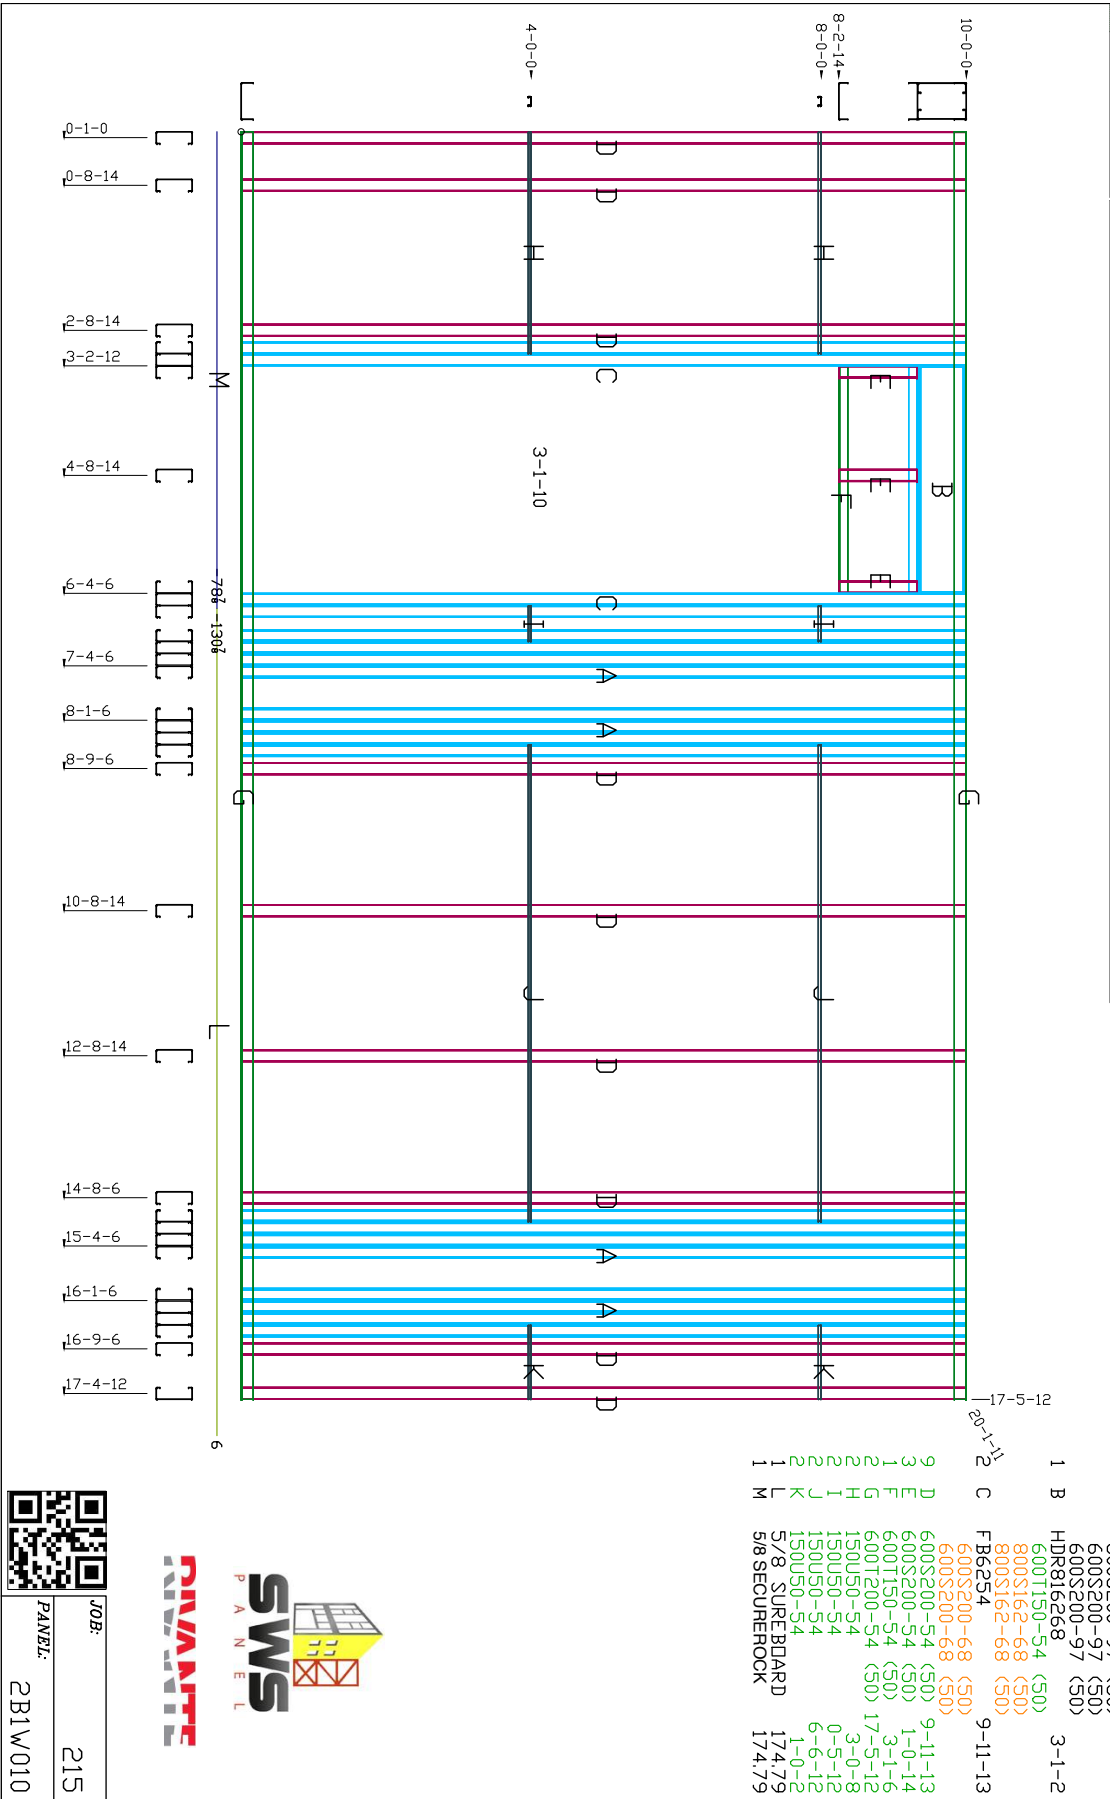 10-0-0
8-2-14
8-0-0
4-0-0
17-5-12
20-1-11
D
D
D
C
C
A
A
D
D
D
D
A
A
D
D
H
H
E
E
E
B
F
3-1-10
I
I
J
J
K
K
G
G
M
L
78⅞
130⅞
6
0-1-0
0-8-14
2-8-14
3-2-12
4-8-14
6-4-6
7-4-6
8-1-6
8-9-6
10-8-14
12-8-14
14-8-6
15-4-6
16-1-6
16-9-6
17-4-12
600S200-97 (50)
600S200-97 (50)
1 B HDR816268 3-1-2
600T150-54 (50)
800S162-68 (50)
800S162-68 (50)
2 C FB6254 9-11-13
600S200-68 (50)
600S200-68 (50)
9 D 600S200-54 (50) 9-11-13
3 E 600S200-54 (50) 1-0-14
1 F 600T150-54 (50) 3-1-6
2 G 600T200-54 (50) 17-5-12
2 H 150U50-54 3-0-8
2 I 150U50-54 0-5-12
2 J 150U50-54 6-6-12
2 K 150U50-54 1-0-2
1 L 5/8 SUREBOARD 174.79
1 M 5/8 SECUREROCK 174.79
SWS
PANEL
JOB: 215
PANEL: 2B1W010